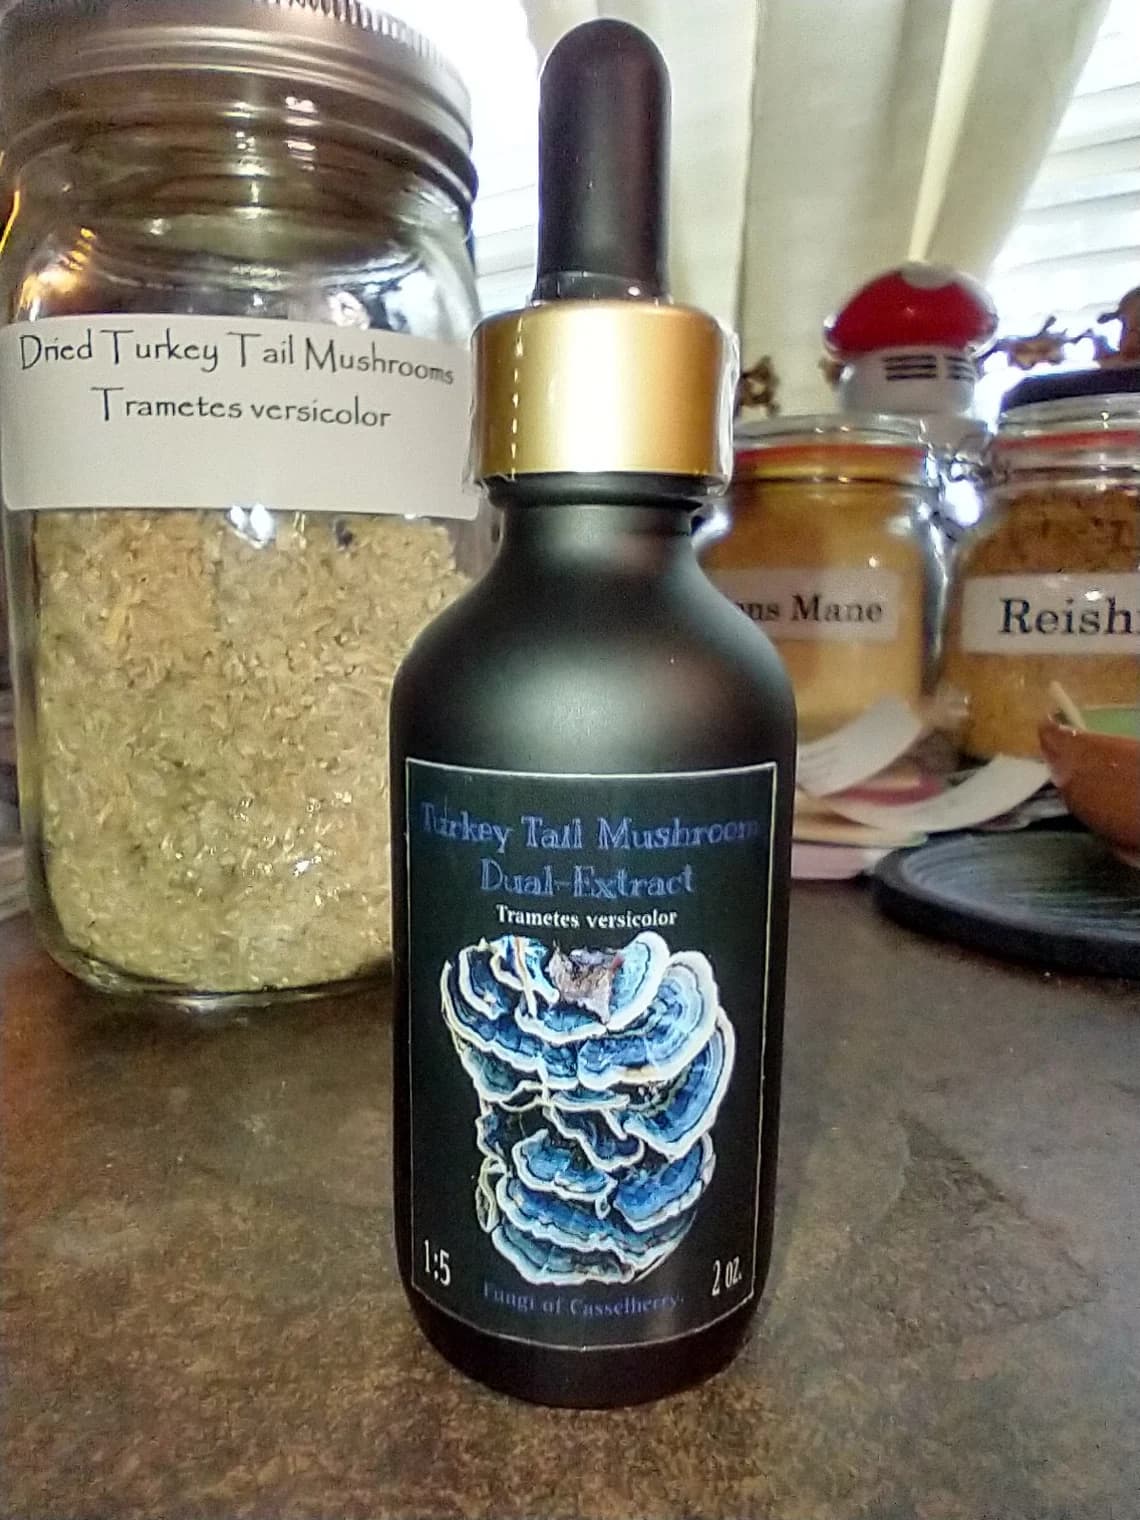 Dried Turkey Tail Mushrooms
Trametes versicolor
Mane
Reishi
Turkey Tail Mushroom
Dual-Extract
Trametes versicolor
1:5
2 oz.
Fungi of Casselberry